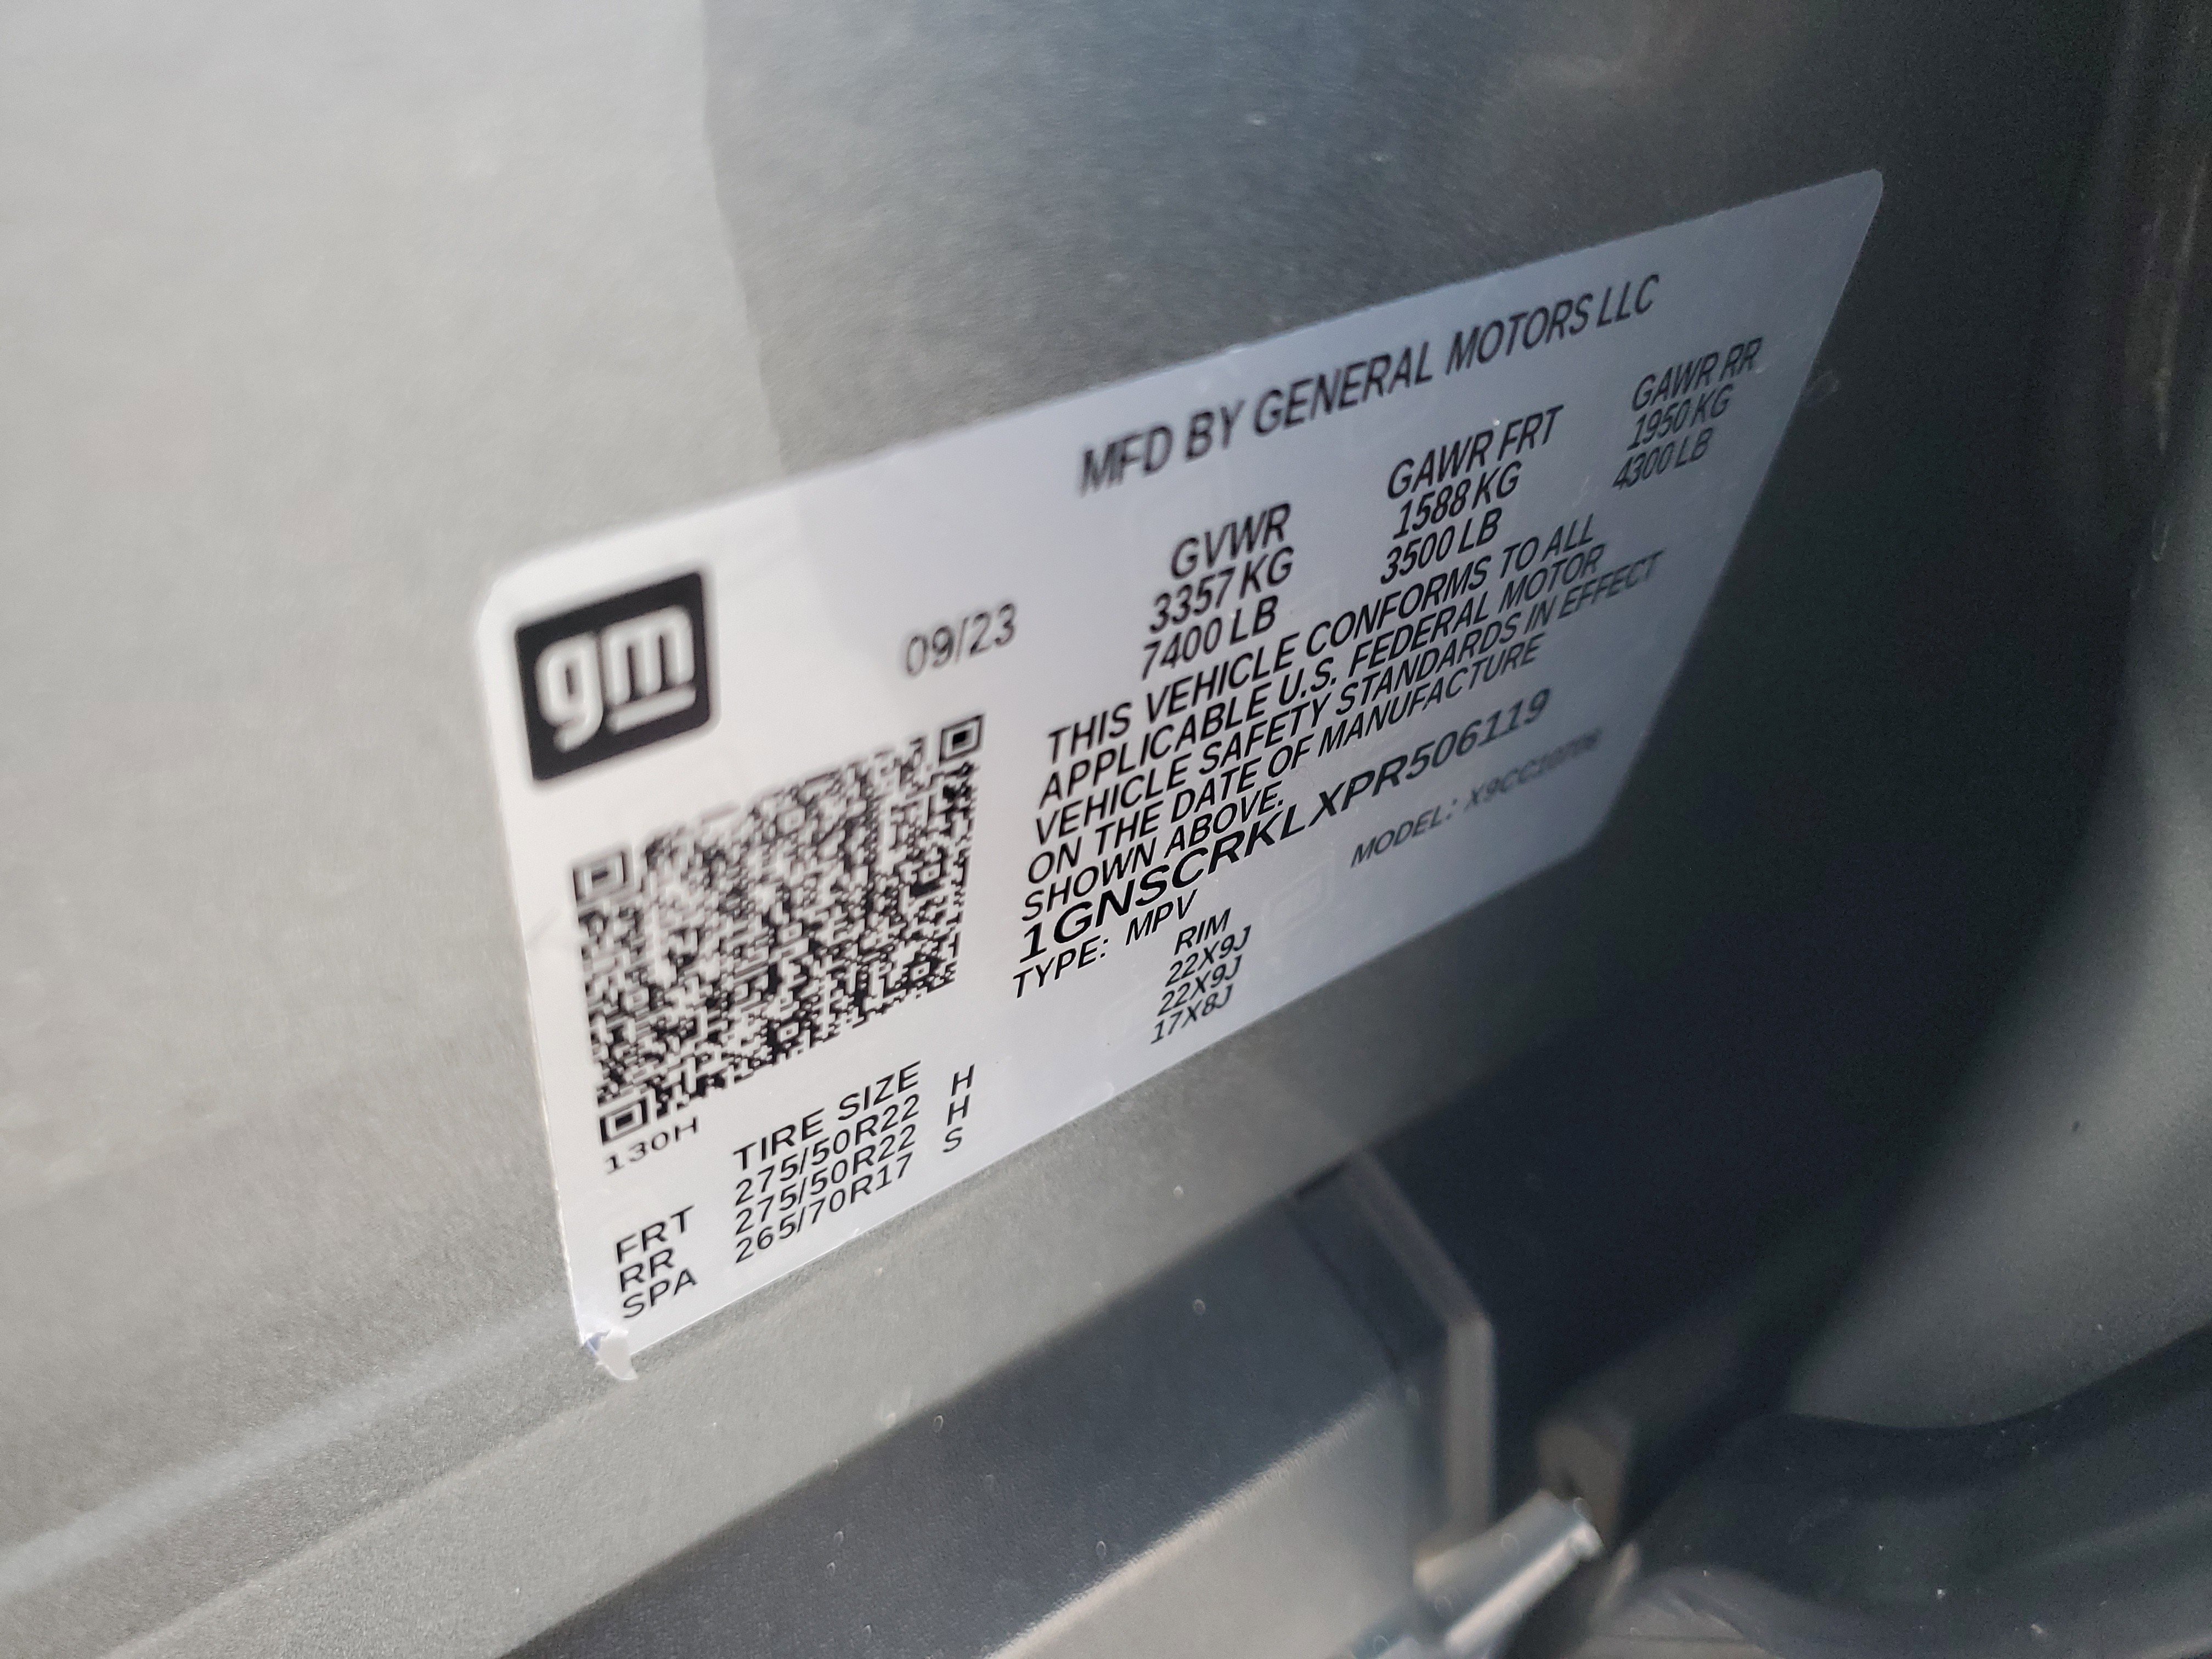 gm
MFD BY GENERAL MOTORS LLC
09/23
GVWR GAWR FRT GAWR RR
3357 KG 1588 KG 1950 KG
7400 LB 3500 LB 4300 LB
THIS VEHICLE CONFORMS TO ALL
APPLICABLE U.S. FEDERAL MOTOR
VEHICLE SAFETY STANDARDS IN EFFECT
ON THE DATE OF MANUFACTURE
SHOWN ABOVE.
1GNSCRKLXPR506119
TYPE: MPV MODEL:
130H
TIRE SIZE RIM
FRT 275/50R22 H 22X9J
RR 275/50R22 H 22X9J
SPA 265/70R17 S 17X8J